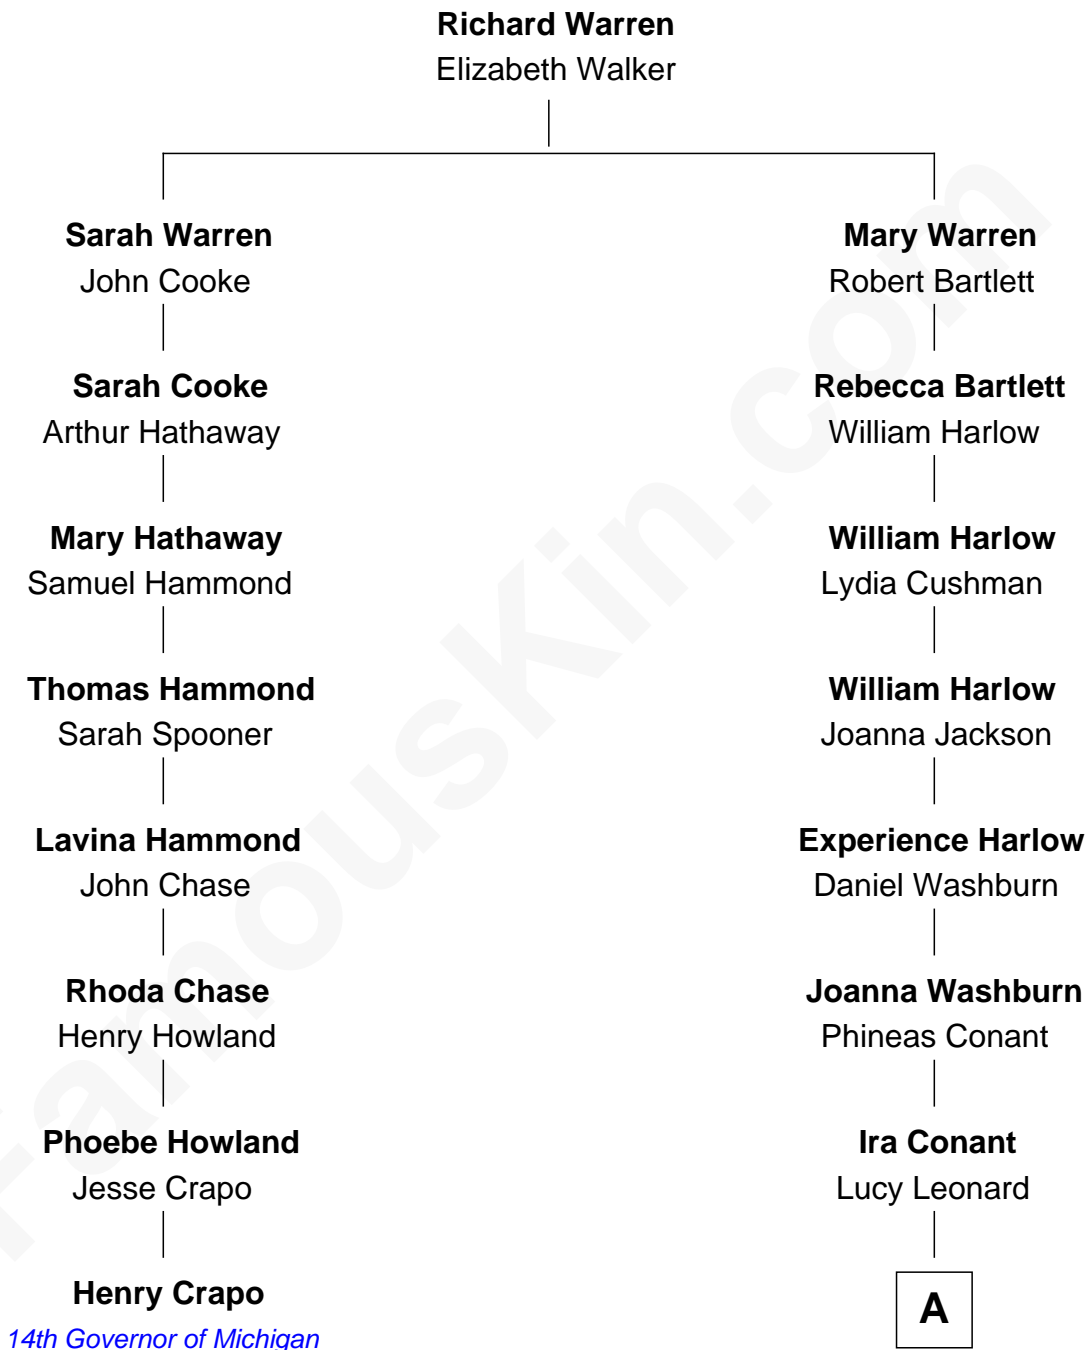 Richard Warren
Elizabeth Walker
Sarah Warren
John Cooke
Mary Warren
Robert Bartlett
Sarah Cooke
Arthur Hathaway
Rebecca Bartlett
William Harlow
Mary Hathaway
Samuel Hammond
William Harlow
Lydia Cushman
Thomas Hammond
Sarah Spooner
William Harlow
Joanna Jackson
Lavina Hammond
John Chase
Experience Harlow
Daniel Washburn
Rhoda Chase
Henry Howland
Joanna Washburn
Phineas Conant
Phoebe Howland
Jesse Crapo
Ira Conant
Lucy Leonard
Henry Crapo
14th Governor of Michigan
A
FamousKin.com